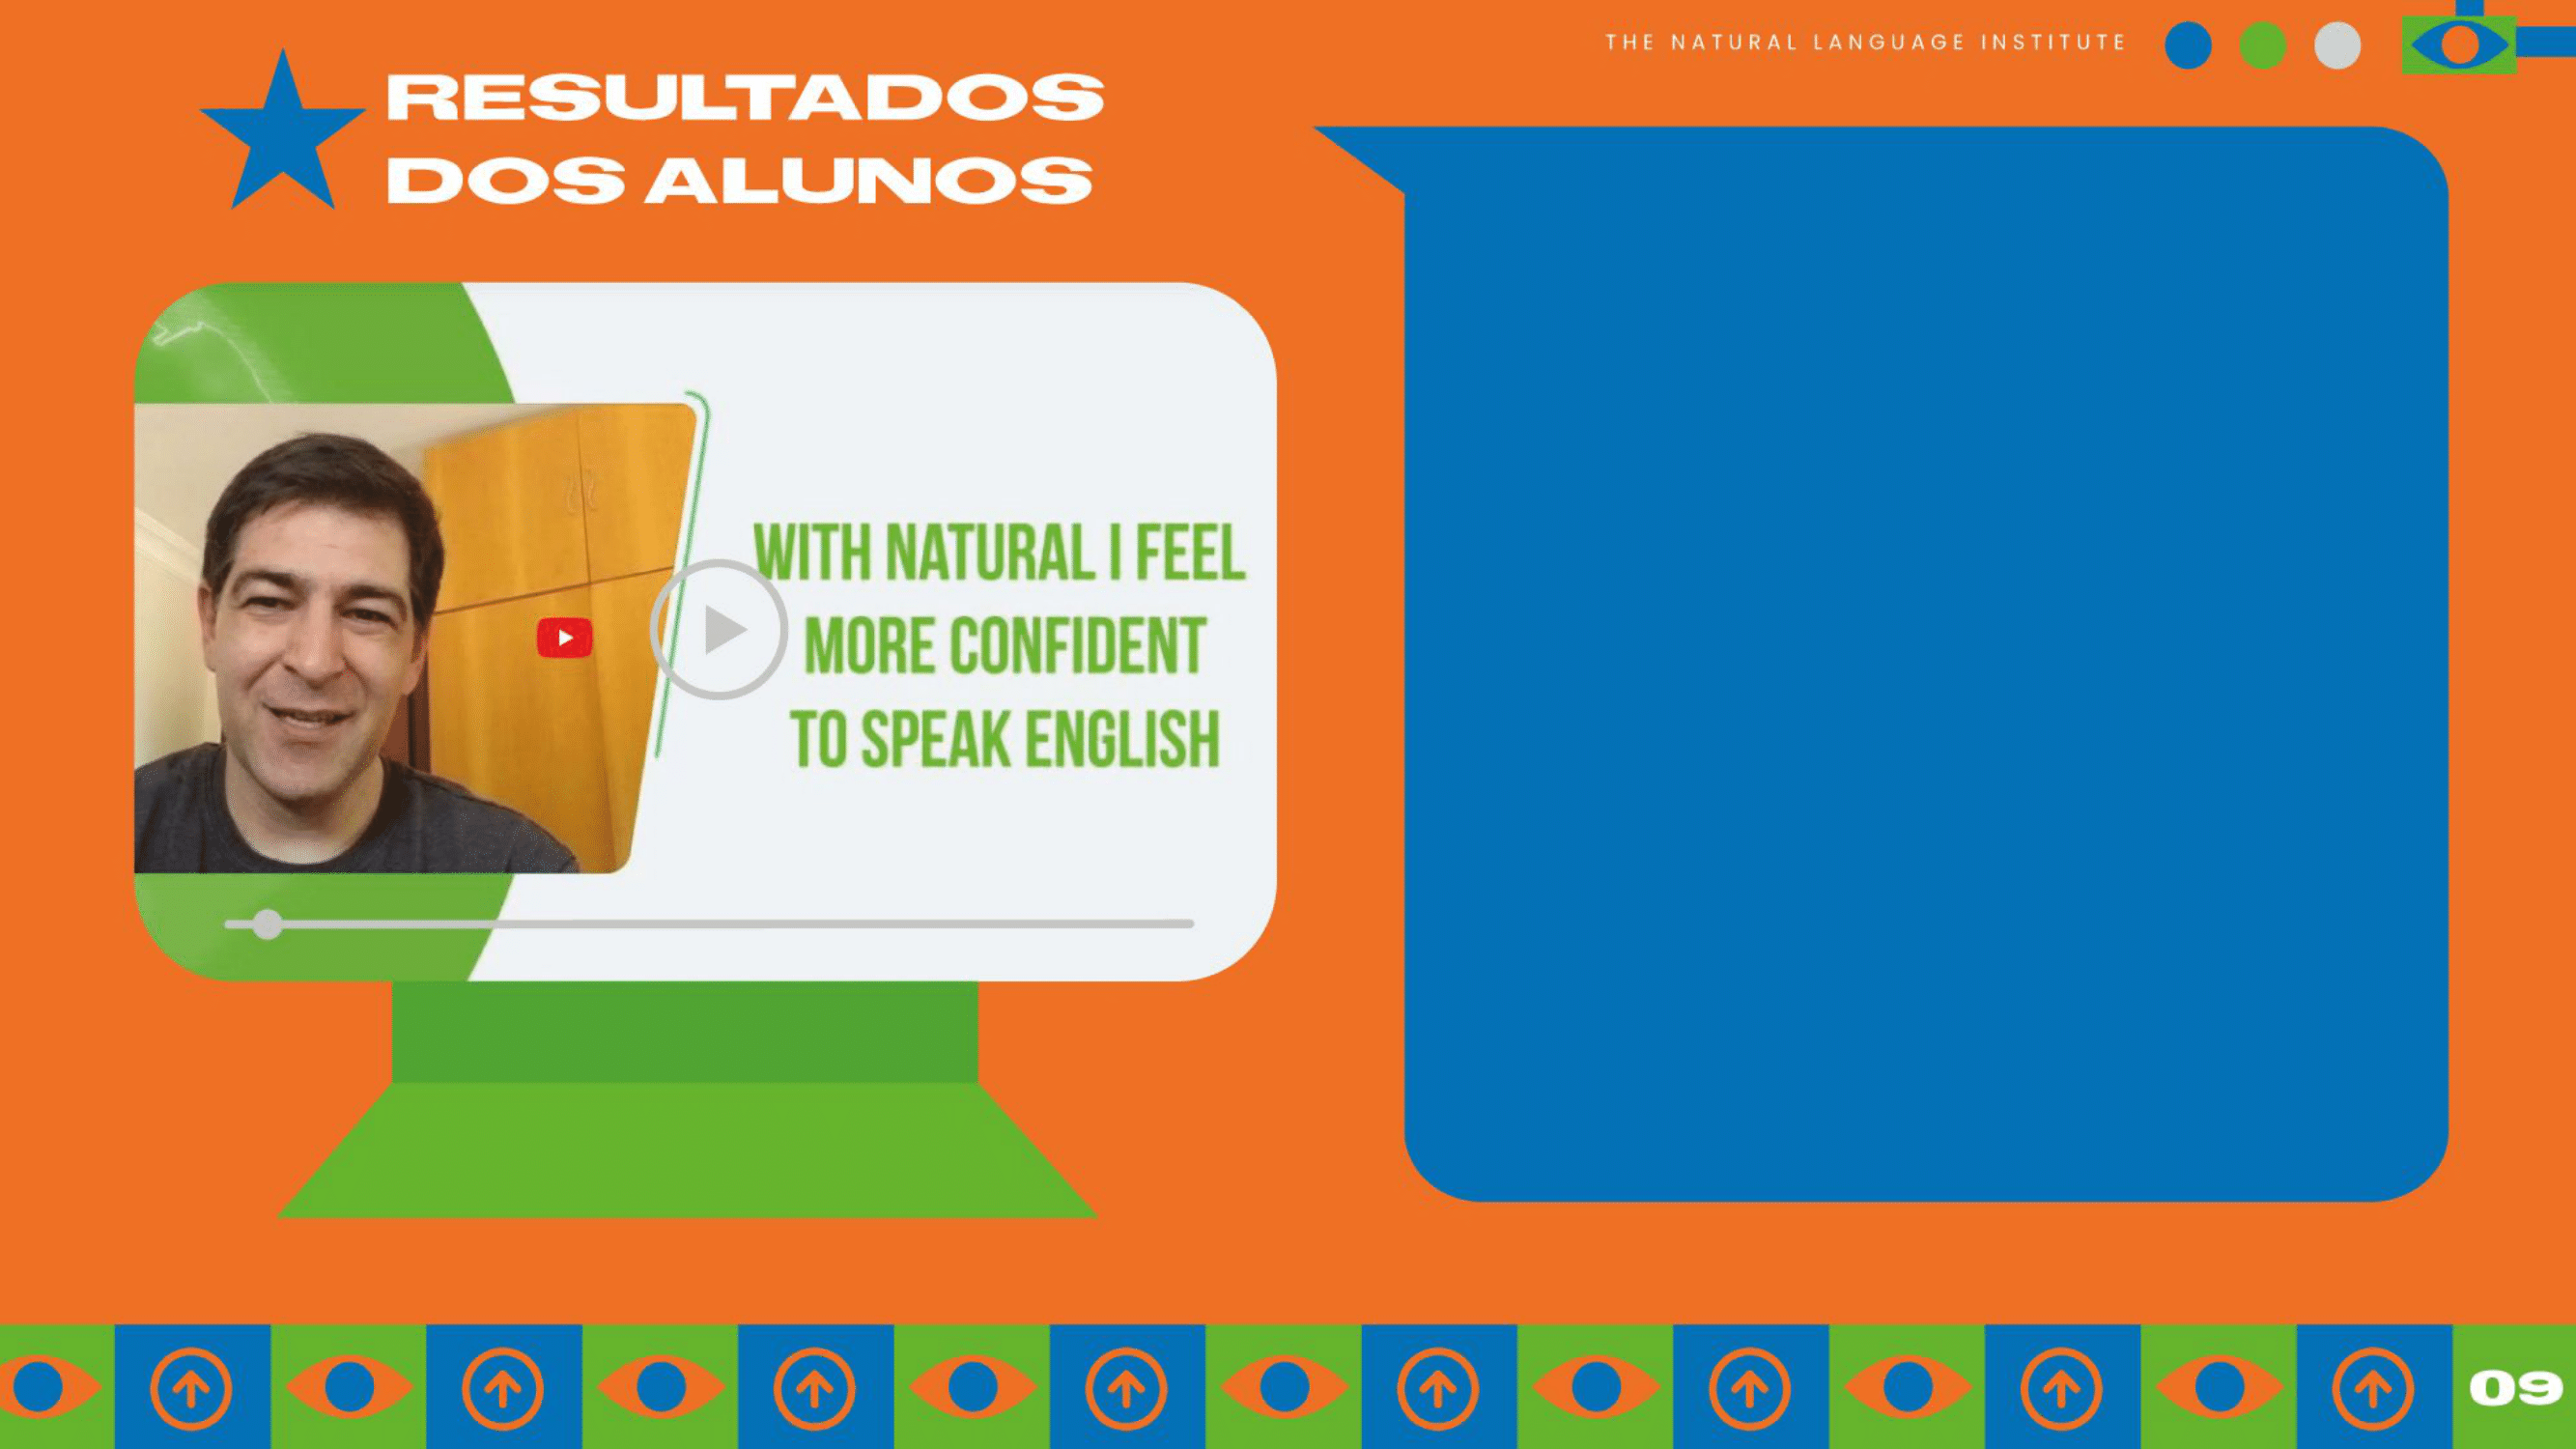 THE NATURAL LANGUAGE INSTITUTE
RESULTADOS
DOS ALUNOS
WITH NATURAL I FEEL
MORE CONFIDENT
TO SPEAK ENGLISH
09